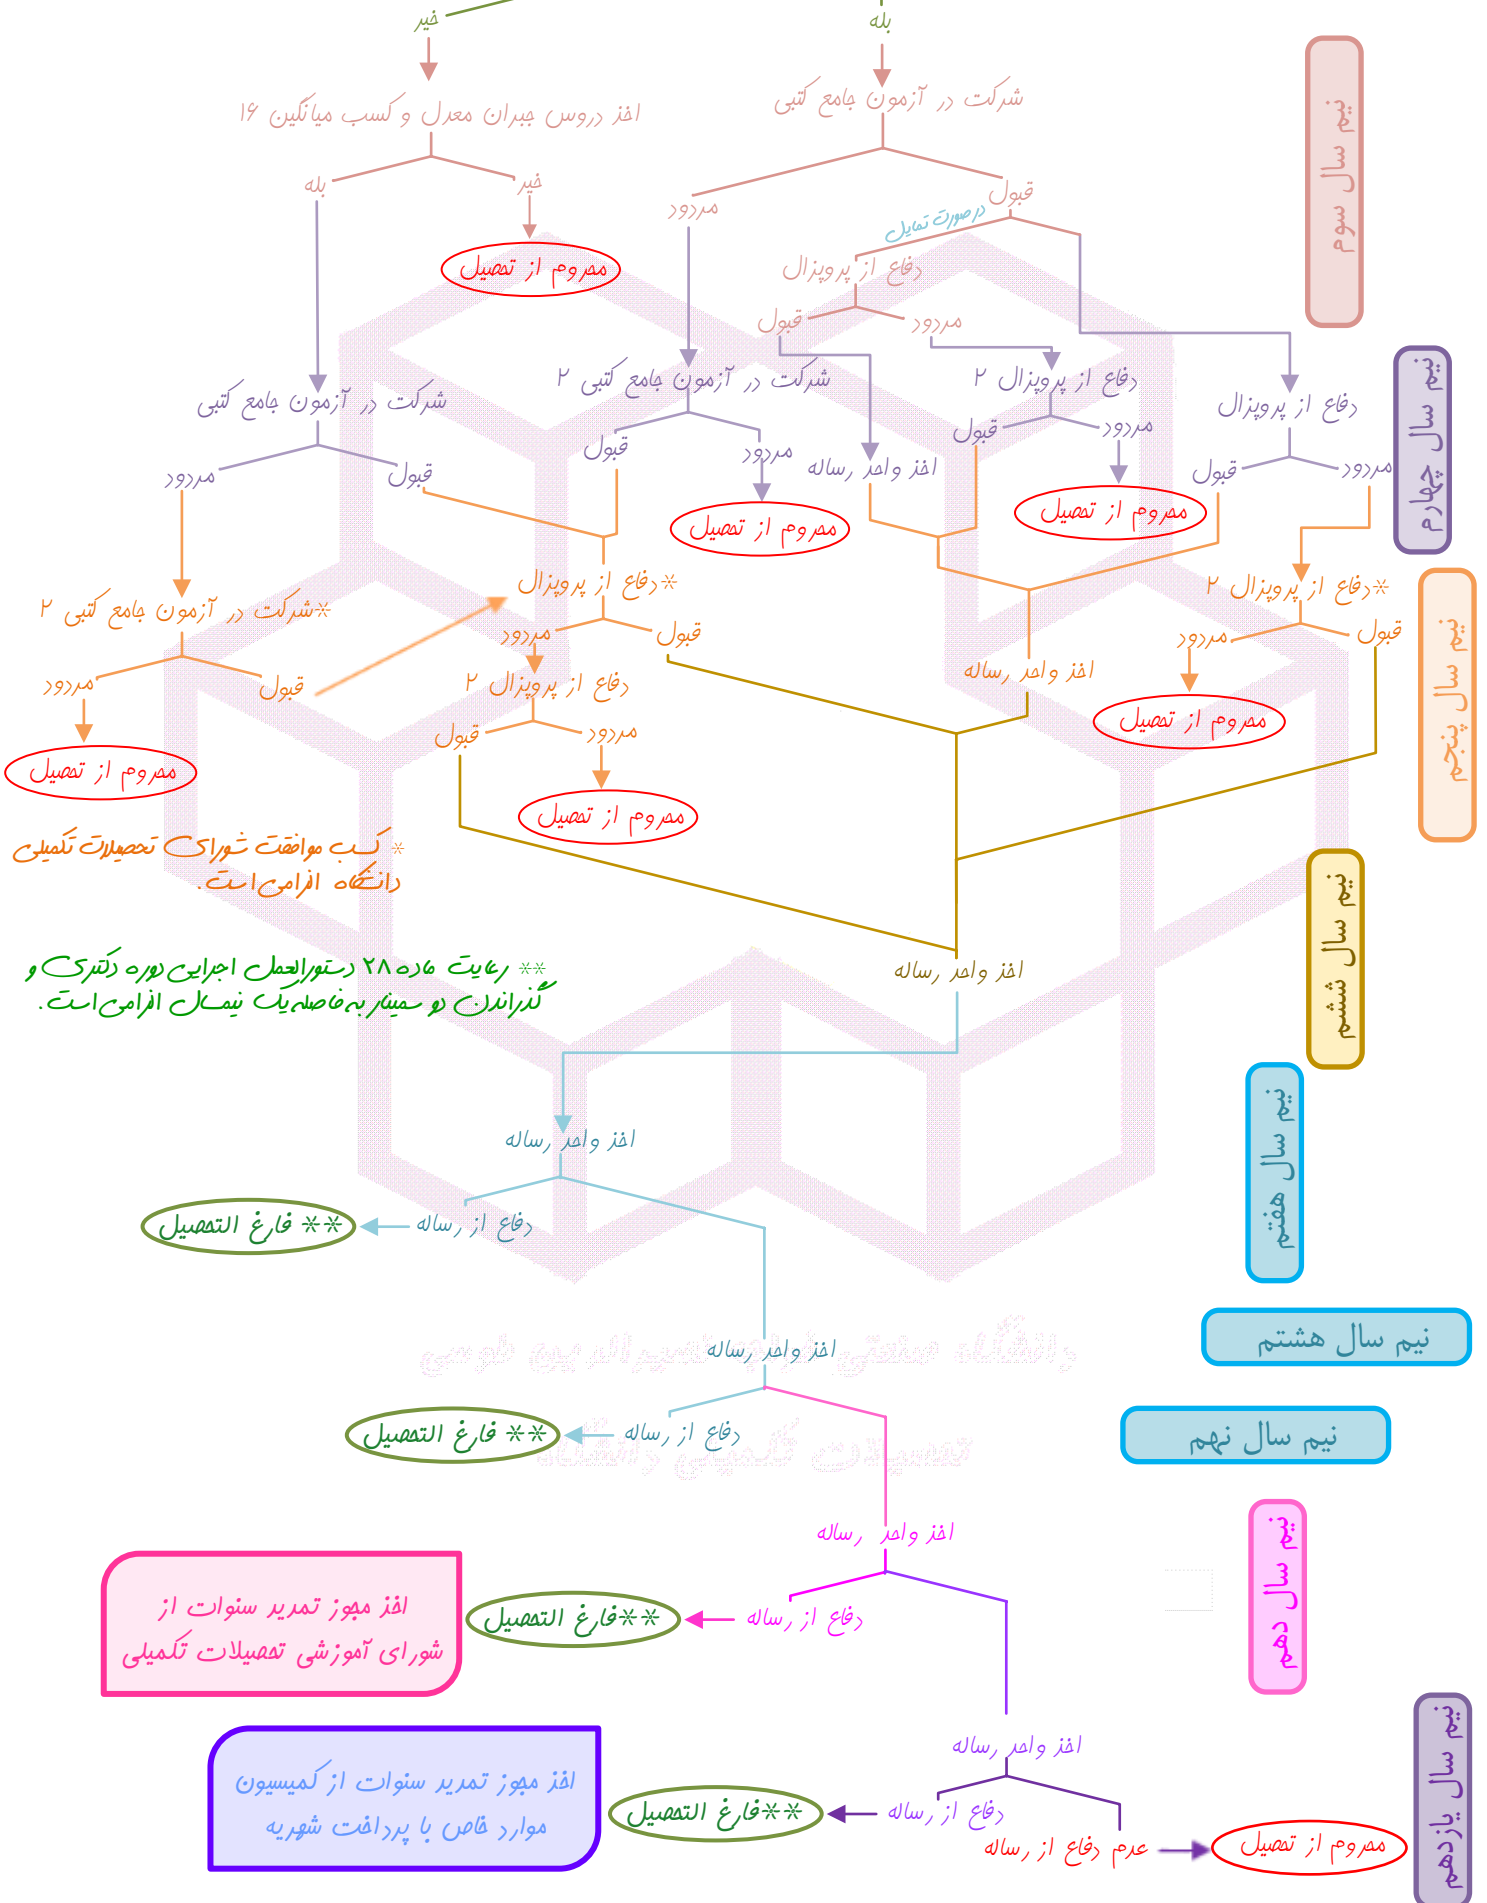 بله
خیر
نیم سال سوم
شرکت در آزمون جامع کتبی
اخذ دروس جبران معدل و کسب میانگین ۱۶
قبول
مردود
خیر
بله
در صورت تمایل
دفاع از پروپزال
محروم از تحصیل
مردود
قبول
نیم سال چهارم
دفاع از پروپزال
دفاع از پروپزال ۲
شرکت در آزمون جامع کتبی ۲
شرکت در آزمون جامع کتبی
مردود
قبول
مردود
قبول
اخذ واحد رساله
مردود
قبول
قبول
مردود
محروم از تحصیل
محروم از تحصیل
نیم سال پنجم
*دفاع از پروپزال ۲
*دفاع از پروپزال
*شرکت در آزمون جامع کتبی ۲
قبول
مردود
قبول
مردود
اخذ واحد رساله
دفاع از پروپزال ۲
قبول
مردود
محروم از تحصیل
مردود
قبول
محروم از تحصیل
محروم از تحصیل
* کسب موافقت شورای تحصیلات تکمیلی
دانشگاه الزامی است.
نیم سال ششم
اخذ واحد رساله
** رعایت ماده ۲۸ دستورالعمل اجرایی دوره دکتری و
گذراندن دو سمینار به فاصله یک نیمسال الزامی است.
نیم سال هفتم
اخذ واحد رساله
دفاع از رساله
** فارغ التحصیل
نیم سال هشتم
اخذ واحد رساله
دانشگاه صنعتی خواجه نصیرالدین طوسی
نیم سال نهم
دفاع از رساله
** فارغ التحصیل
تحصیلات تکمیلی دانشگاه
نیم سال دهم
اخذ واحد رساله
دفاع از رساله
**فارغ التحصیل
اخذ مجوز تمدید سنوات از
شورای آموزشی تحصیلات تکمیلی
نیم سال یازدهم
اخذ واحد رساله
دفاع از رساله
**فارغ التحصیل
اخذ مجوز تمدید سنوات از کمیسیون
موارد خاص با پرداخت شهریه
عدم دفاع از رساله
محروم از تحصیل